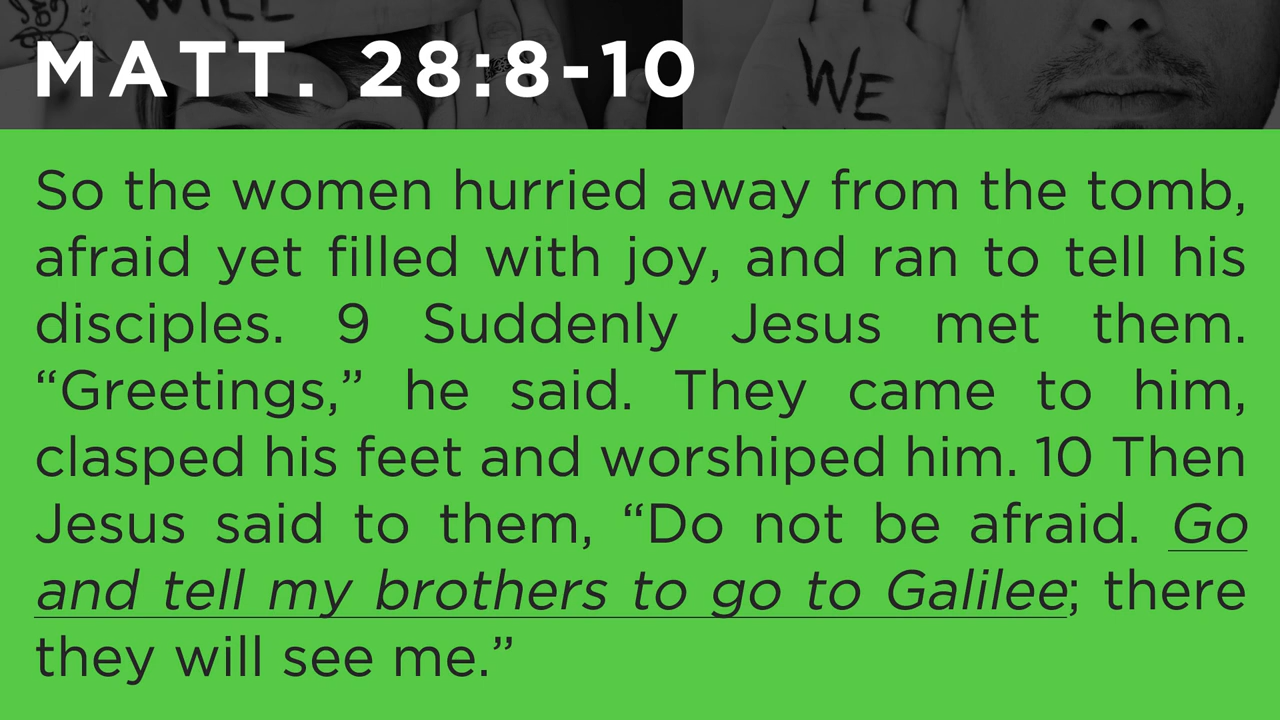 WILL
WE
MATT. 28:8-10
So the women hurried away from the tomb,
afraid yet filled with joy, and ran to tell his
disciples. 9 Suddenly Jesus met them.
“Greetings,” he said. They came to him,
clasped his feet and worshiped him. 10 Then
Jesus said to them, “Do not be afraid. Go
and tell my brothers to go to Galilee; there
they will see me.”